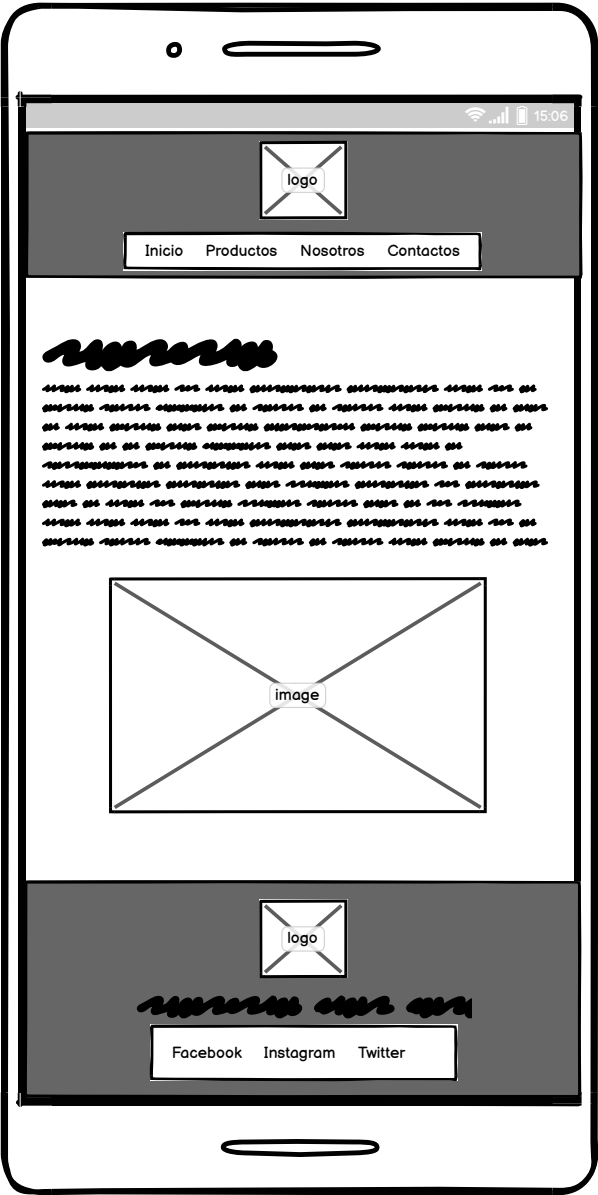 15:06
logo
Inicio Productos Nosotros Contactos
image
logo
Facebook Instagram Twitter